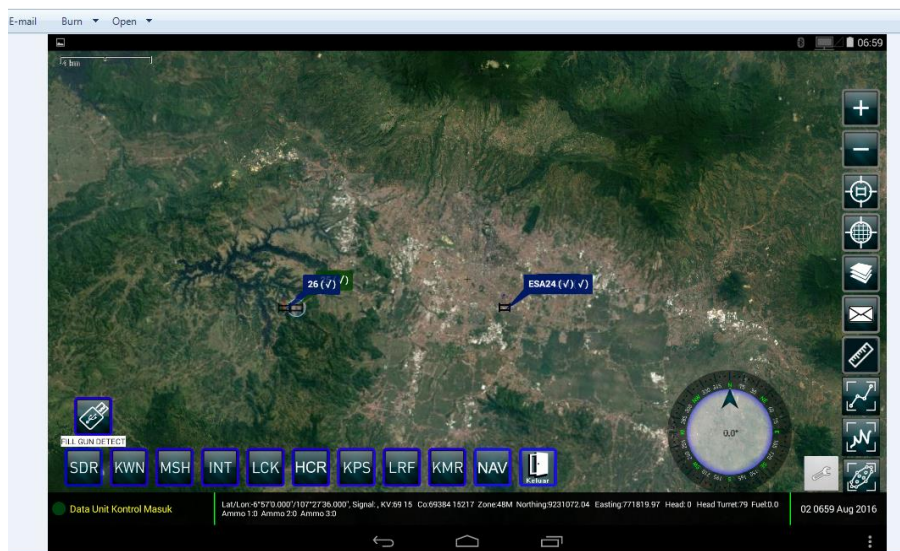 E-mail Burn Open
06:59
26 (√) √)
ESA24 (√) √)
0,0°
FILL GUN DETECT
SDR KWN MSH INT LCK HCR KPS LRF KMR NAV Keluar
Data Unit Kontrol Masuk
Lat/Lon:-6°57'0.000"/107°27'36.000", Signal: , KV:69 15 Co:69384 15217 Zone:48M Northing:9231072.04 Easting:771819.97 Head: 0 Head Turret:79 Fuel:0.0
Ammo 1:0 Ammo 2:0 Ammo 3:0
02 0659 Aug 2016